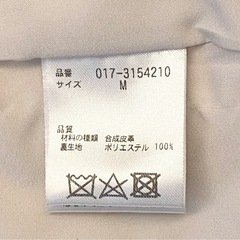 品番 017-3154210
サイズ M
品質
材料の種類 合成皮革
裏生地 ポリエステル 100%